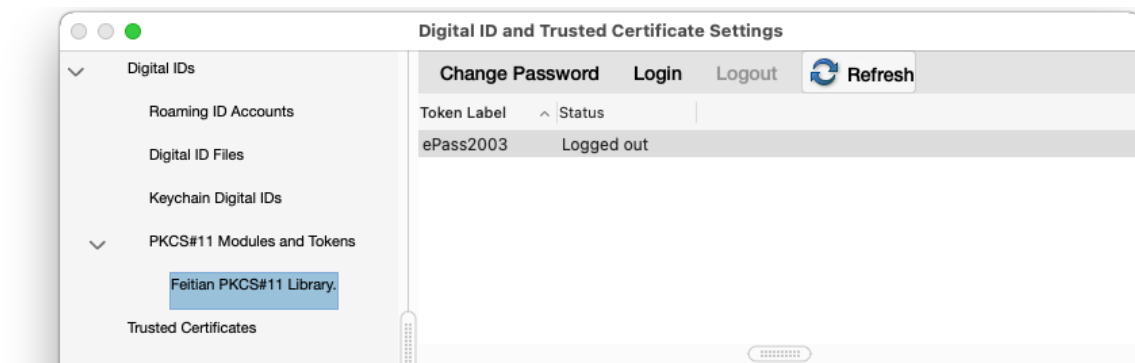 Digital ID and Trusted Certificate Settings
Digital IDs
Roaming ID Accounts
Digital ID Files
Keychain Digital IDs
PKCS#11 Modules and Tokens
Feitian PKCS#11 Library.
Trusted Certificates
Change Password Login Logout Refresh
Token Label Status
ePass2003 Logged out